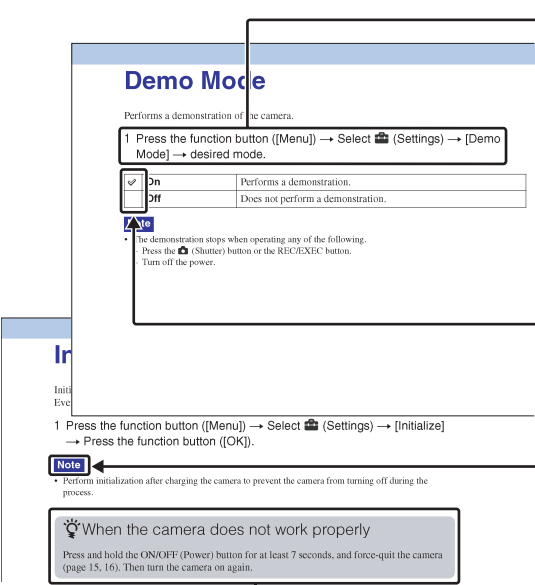 Demo Mode
Performs a demonstration of the camera.
1 Press the function button ([Menu]) → Select (Settings) → [Demo
Mode] → desired mode.
On Performs a demonstration.
Off Does not perform a demonstration.
Note
• The demonstration stops when operating any of the following.
- Press the (Shutter) button or the REC/EXEC button.
- Turn off the power.
In
Initi
Eve
1 Press the function button ([Menu]) → Select (Settings) → [Initialize]
→ Press the function button ([OK]).
Note
• Perform initialization after charging the camera to prevent the camera from turning off during the
process.
When the camera does not work properly
Press and hold the ON/OFF (Power) button for at least 7 seconds, and force-quit the camera
(page 15, 16). Then turn the camera on again.